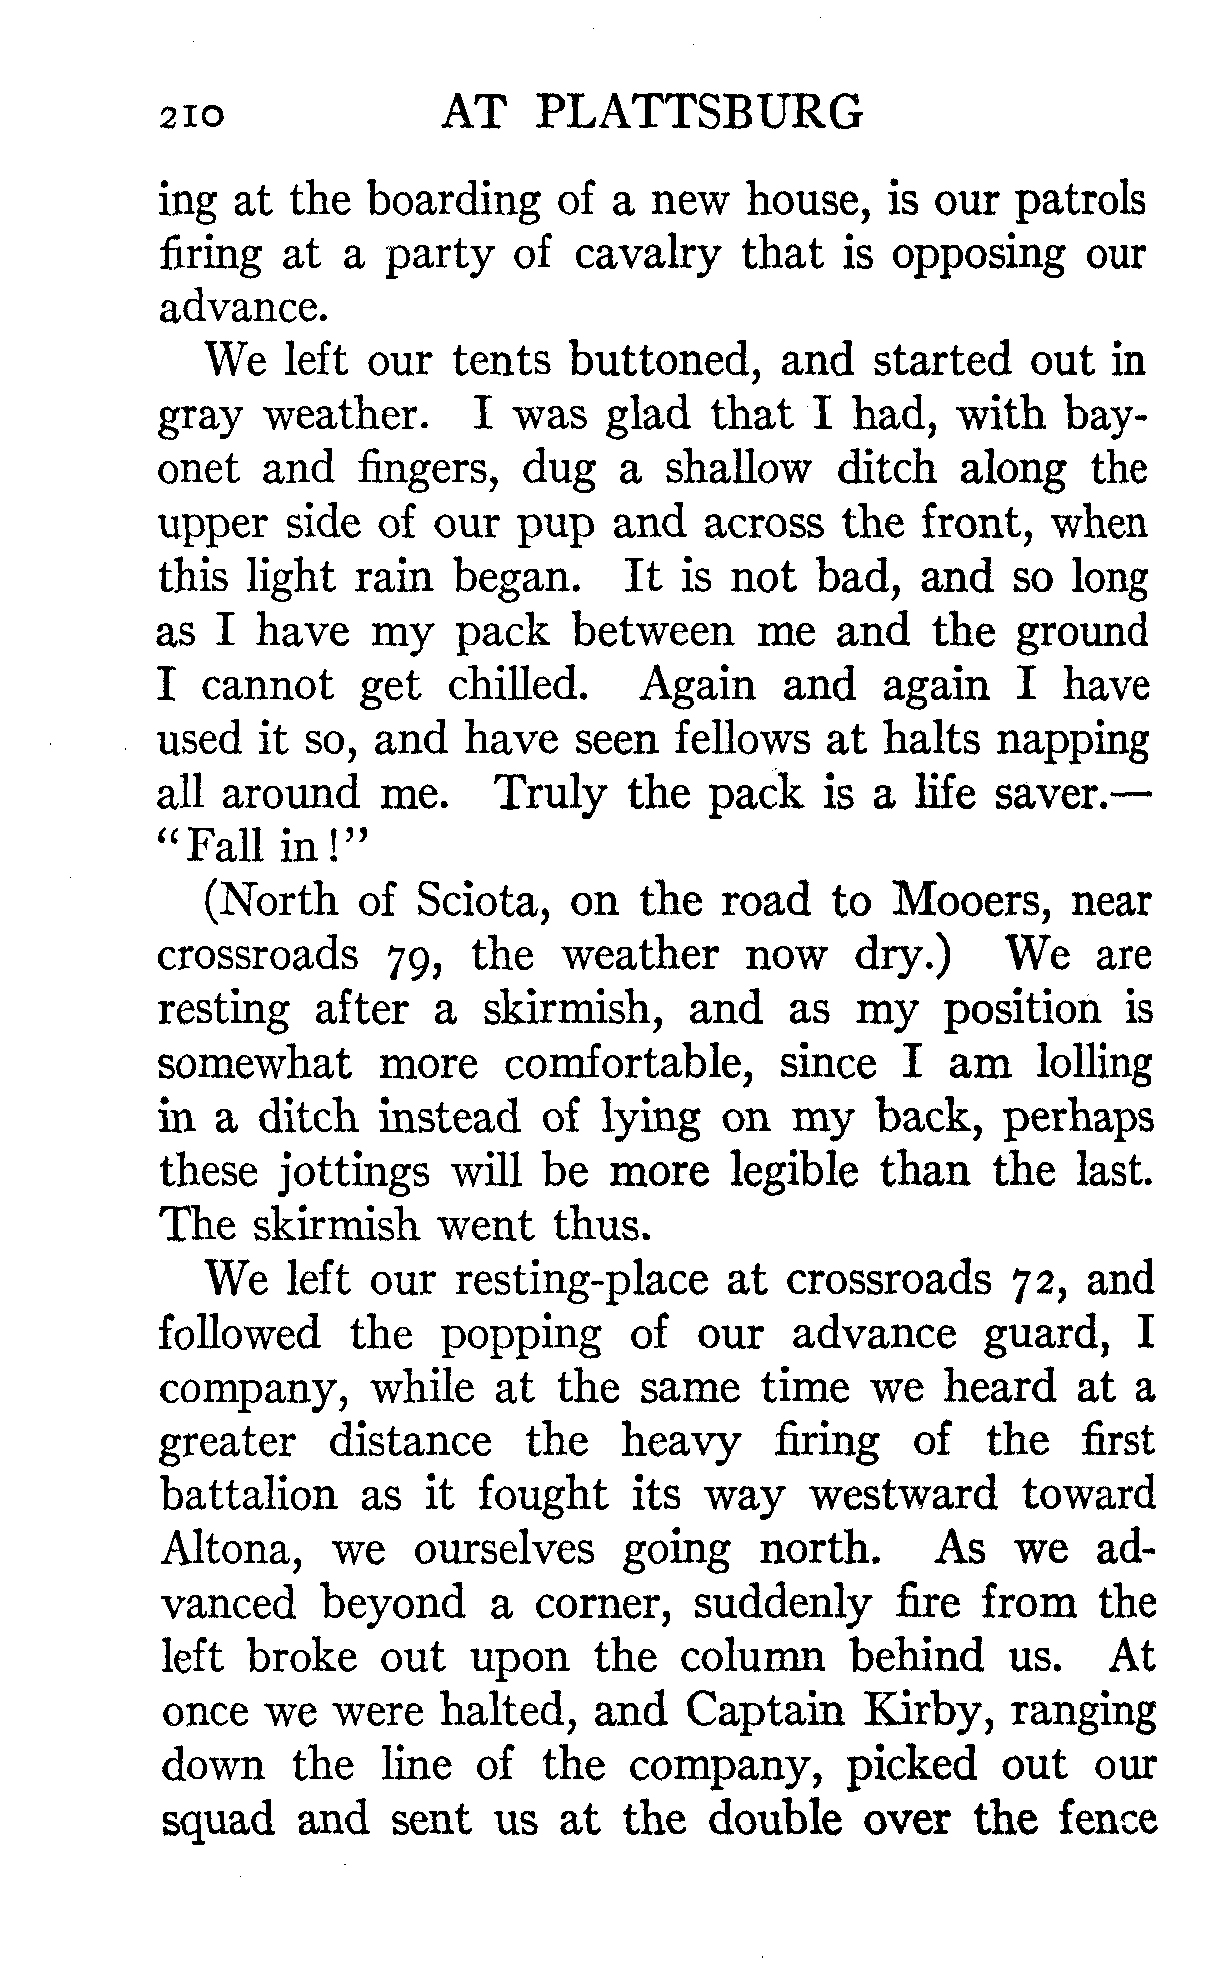 210 AT PLATTSBURG
ing at the boarding of a new house, is our patrols
firing at a party of cavalry that is opposing our
advance.
We left our tents buttoned, and started out in
gray weather. I was glad that I had, with bay-
onet and fingers, dug a shallow ditch along the
upper side of our pup and across the front, when
this light rain began. It is not bad, and so long
as I have my pack between me and the ground
I cannot get chilled. Again and again I have
used it so, and have seen fellows at halts napping
all around me. Truly the pack is a life saver.—
"Fall in!"
(North of Sciota, on the road to Mooers, near
crossroads 79, the weather now dry.) We are
resting after a skirmish, and as my position is
somewhat more comfortable, since I am lolling
in a ditch instead of lying on my back, perhaps
these jottings will be more legible than the last.
The skirmish went thus.
We left our resting-place at crossroads 72, and
followed the popping of our advance guard, I
company, while at the same time we heard at a
greater distance the heavy firing of the first
battalion as it fought its way westward toward
Altona, we ourselves going north. As we ad-
vanced beyond a corner, suddenly fire from the
left broke out upon the column behind us. At
once we were halted, and Captain Kirby, ranging
down the line of the company, picked out our
squad and sent us at the double over the fence